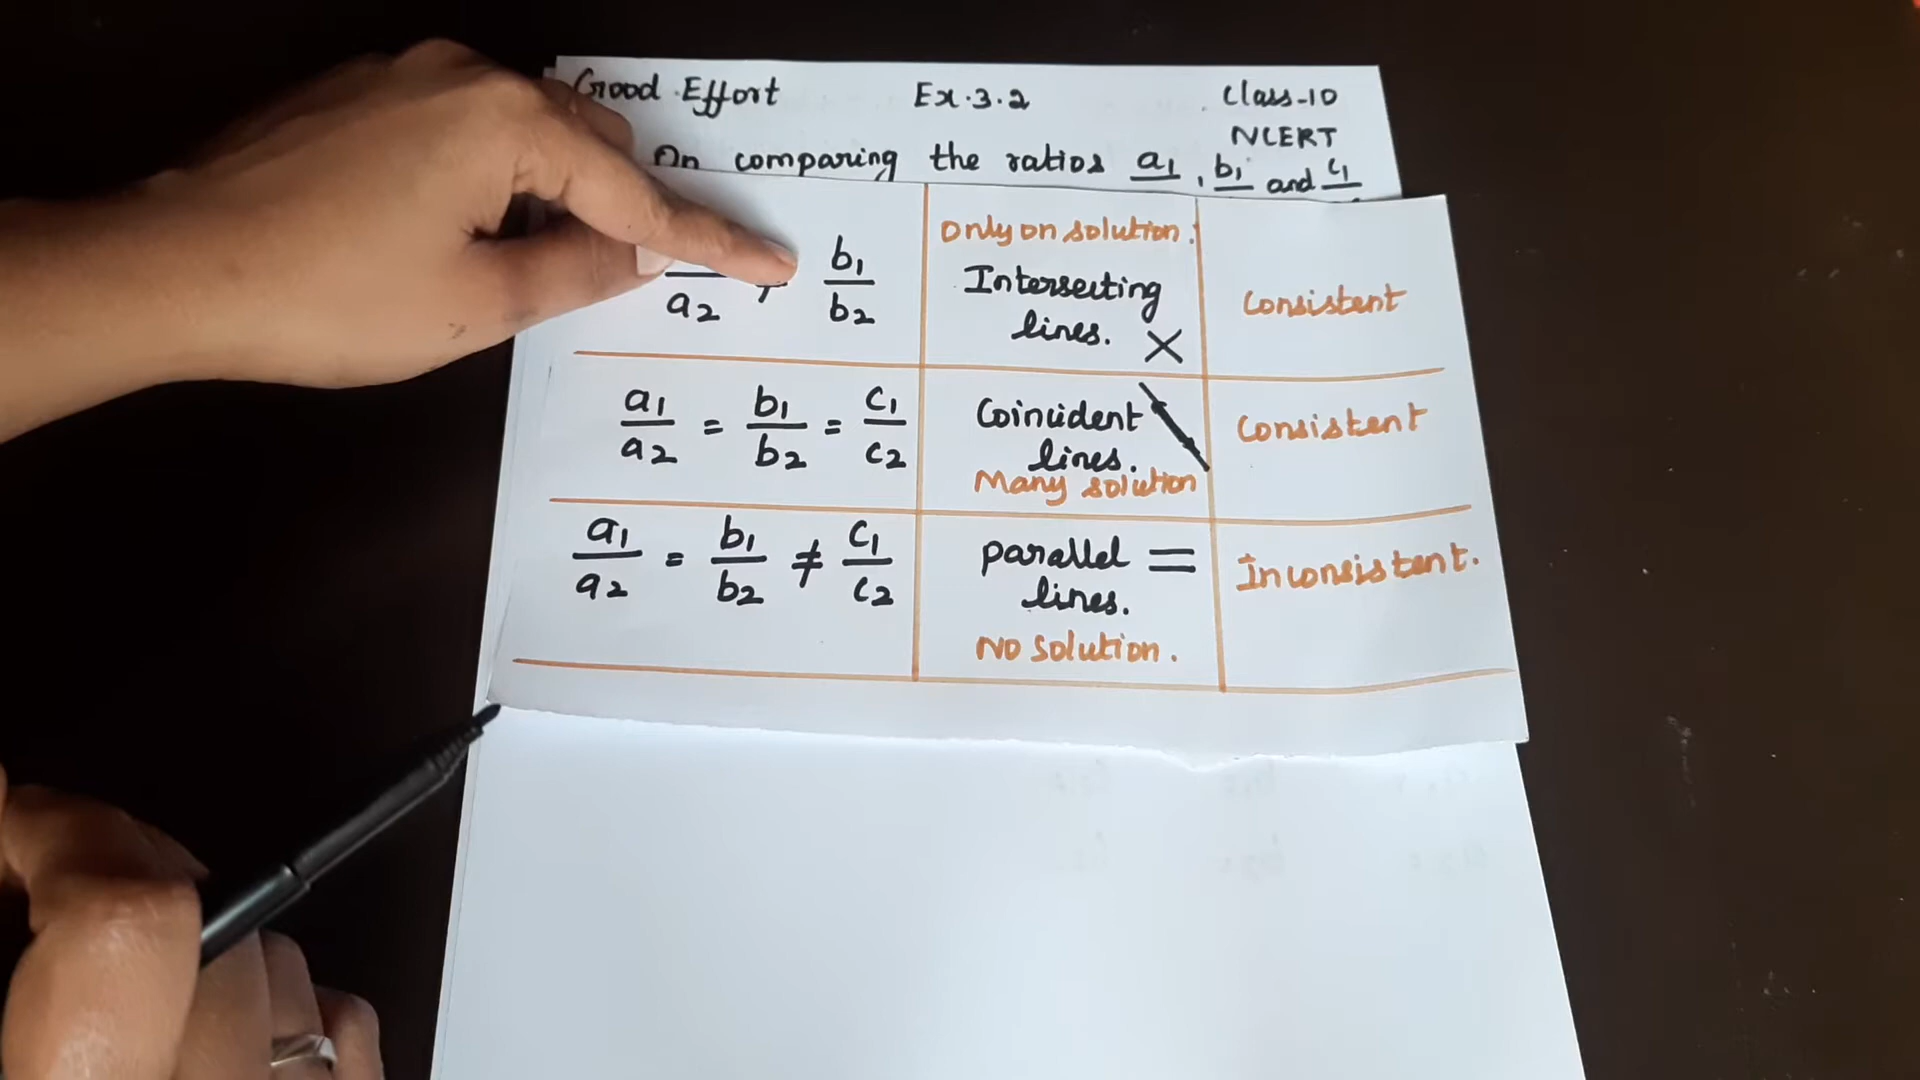 Good Effort Ex.3.2 Class-10
NCERT
On comparing the ratios a1, b1 and c1
a2 b1/b2
Only on solution.
Intersecting
lines. ×
Consistent
a1/a2 = b1/b2 = c1/c2
Coincident
lines.
Many solution
Consistent
a1/a2 = b1/b2 ≠ c1/c2
parallel =
lines.
No solution.
Inconsistent.